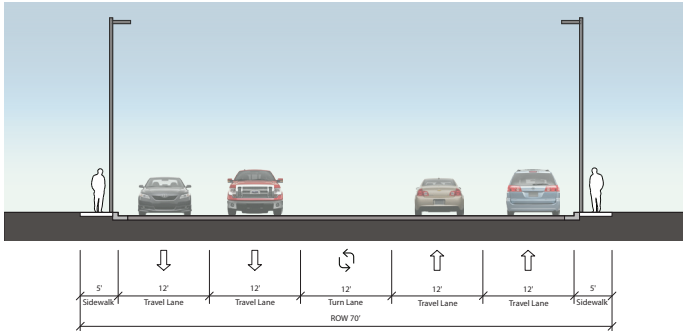 5' 12' 12' 12' 12' 12' 5'
Sidewalk Travel Lane Travel Lane Turn Lane Travel Lane Travel Lane Sidewalk
ROW 70'